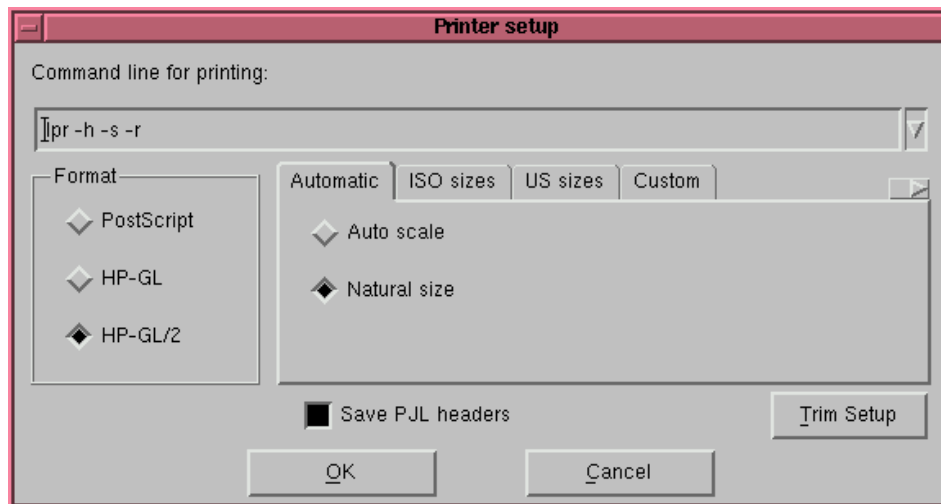 Printer setup
Command line for printing:
lpr -h -s -r
Format
Automatic ISO sizes US sizes Custom
PostScript
Auto scale
HP-GL
Natural size
HP-GL/2
Save PJL headers
Trim Setup
OK
Cancel